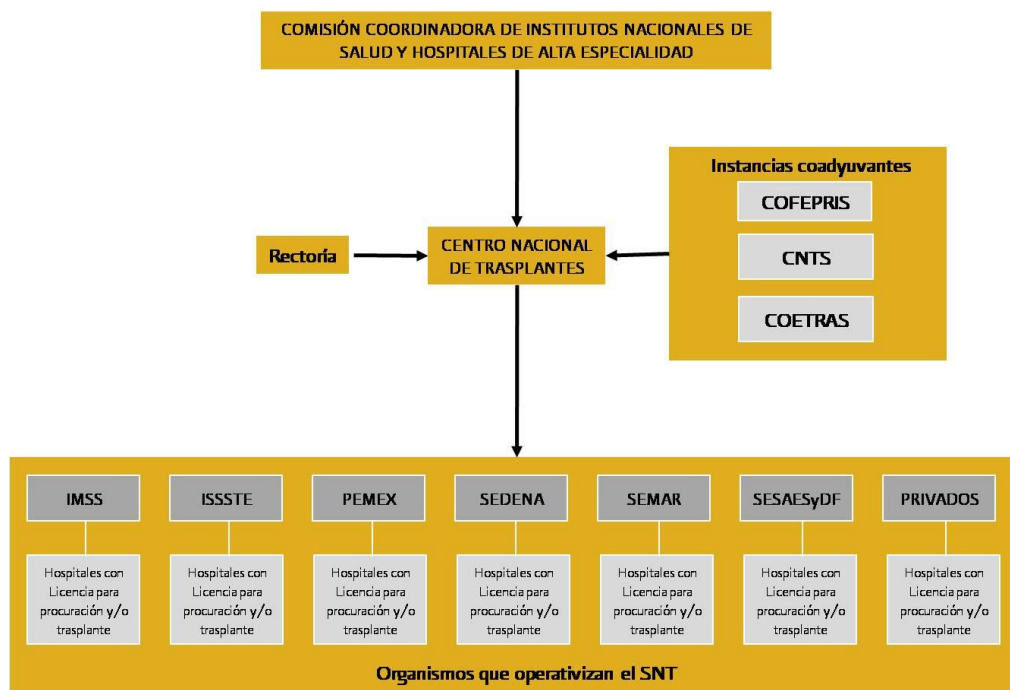 COMISIÓN COORDINADORA DE INSTITUTOS NACIONALES DE
SALUD Y HOSPITALES DE ALTA ESPECIALIDAD
Instancias coadyuvantes
COFEPRIS
CNTS
COETRAS
Rectoría
CENTRO NACIONAL
DE TRASPLANTES
IMSS
ISSSTE
PEMEX
SEDENA
SEMAR
SESAESyDF
PRIVADOS
Hospitales con
Licencia para
procuración y/o
trasplante
Hospitales con
Licencia para
procuración y/o
trasplante
Hospitales con
Licencia para
procuración y/o
trasplante
Hospitales con
Licencia para
procuración y/o
trasplante
Hospitales con
Licencia para
procuración y/o
trasplante
Hospitales con
Licencia para
procuración y/o
trasplante
Hospitales con
Licencia para
procuración y/o
trasplante
Organismos que operativizan el SNT